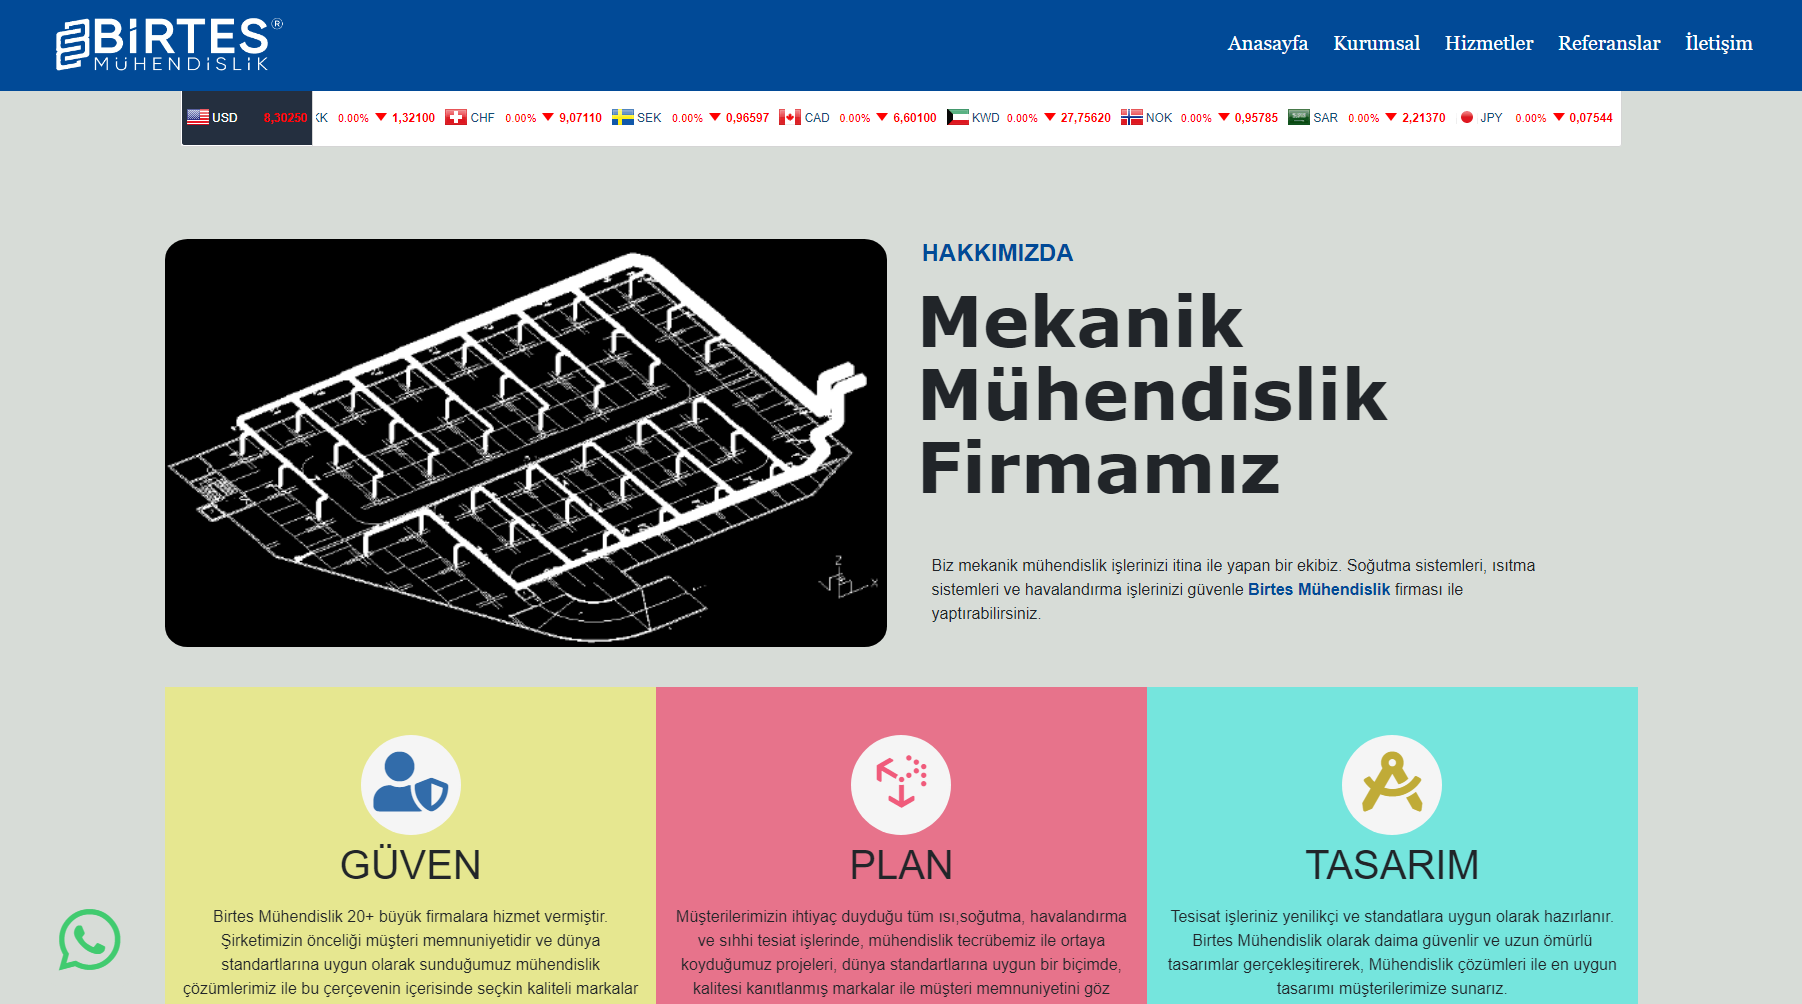 BİRTES®
MÜHENDİSLİK
Anasayfa Kurumsal Hizmetler Referanslar İletişim
USD 8,30250 KK 0.00% 1,32100 CHF 0.00% 9,07110 SEK 0.00% 0,96597 CAD 0.00% 6,60100 KWD 0.00% 27,75620 NOK 0.00% 0,95785 SAR 0.00% 2,21370 JPY 0.00% 0,07544
HAKKIMIZDA
Mekanik
Mühendislik
Firmamız
Biz mekanik mühendislik işlerinizi itina ile yapan bir ekibiz. Soğutma sistemleri, ısıtma
sistemleri ve havalandırma işlerinizi güvenle Birtes Mühendislik firması ile
yaptırabilirsiniz.
Z
X
GÜVEN
Birtes Mühendislik 20+ büyük firmalara hizmet vermiştir.
Şirketimizin önceliği müşteri memnuniyetidir ve dünya
standartlarına uygun olarak sunduğumuz mühendislik
çözümlerimiz ile bu çerçevenin içerisinde seçkin kaliteli markalar
PLAN
Müşterilerimizin ihtiyaç duyduğu tüm ısı,soğutma, havalandırma
ve sıhhi tesiat işlerinde, mühendislik tecrübemiz ile ortaya
koyduğumuz projeleri, dünya standartlarına uygun bir biçimde,
kalitesi kanıtlanmış markalar ile müşteri memnuniyetini göz
TASARIM
Tesisat işleriniz yenilikçi ve standatlara uygun olarak hazırlanır.
Birtes Mühendislik olarak daima güvenlir ve uzun ömürlü
tasarımlar gerçekleşitirerek, Mühendislik çözümleri ile en uygun
tasarımı müşterilerimize sunarız.